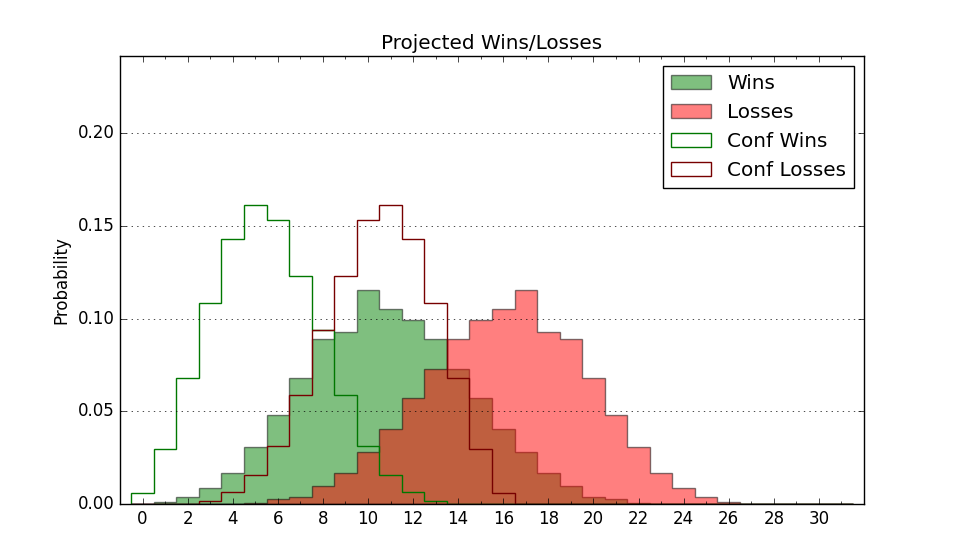 Projected Wins/Losses
Wins
Losses
Conf Wins
Conf Losses
Probability
0.20
0.15
0.10
0.05
0.00
0 2 4 6 8 10 12 14 16 18 20 22 24 26 28 30